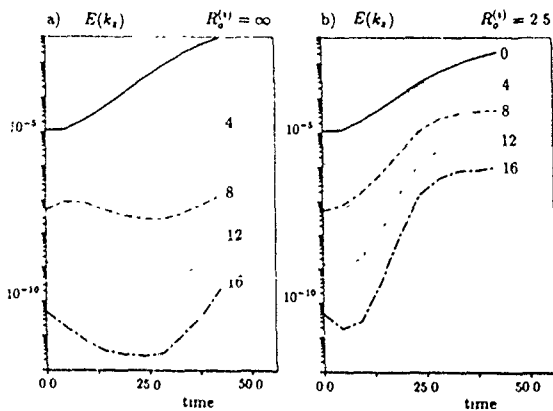 a) E(k_z) R_o^(i) = ∞
10^-5
10^-10
4
8
12
16
0.0 25.0 50.0
time
b) E(k_z) R_o^(i) = 2.5
10^-5
10^-10
0
4
8
12
16
0.0 25.0 50.0
time